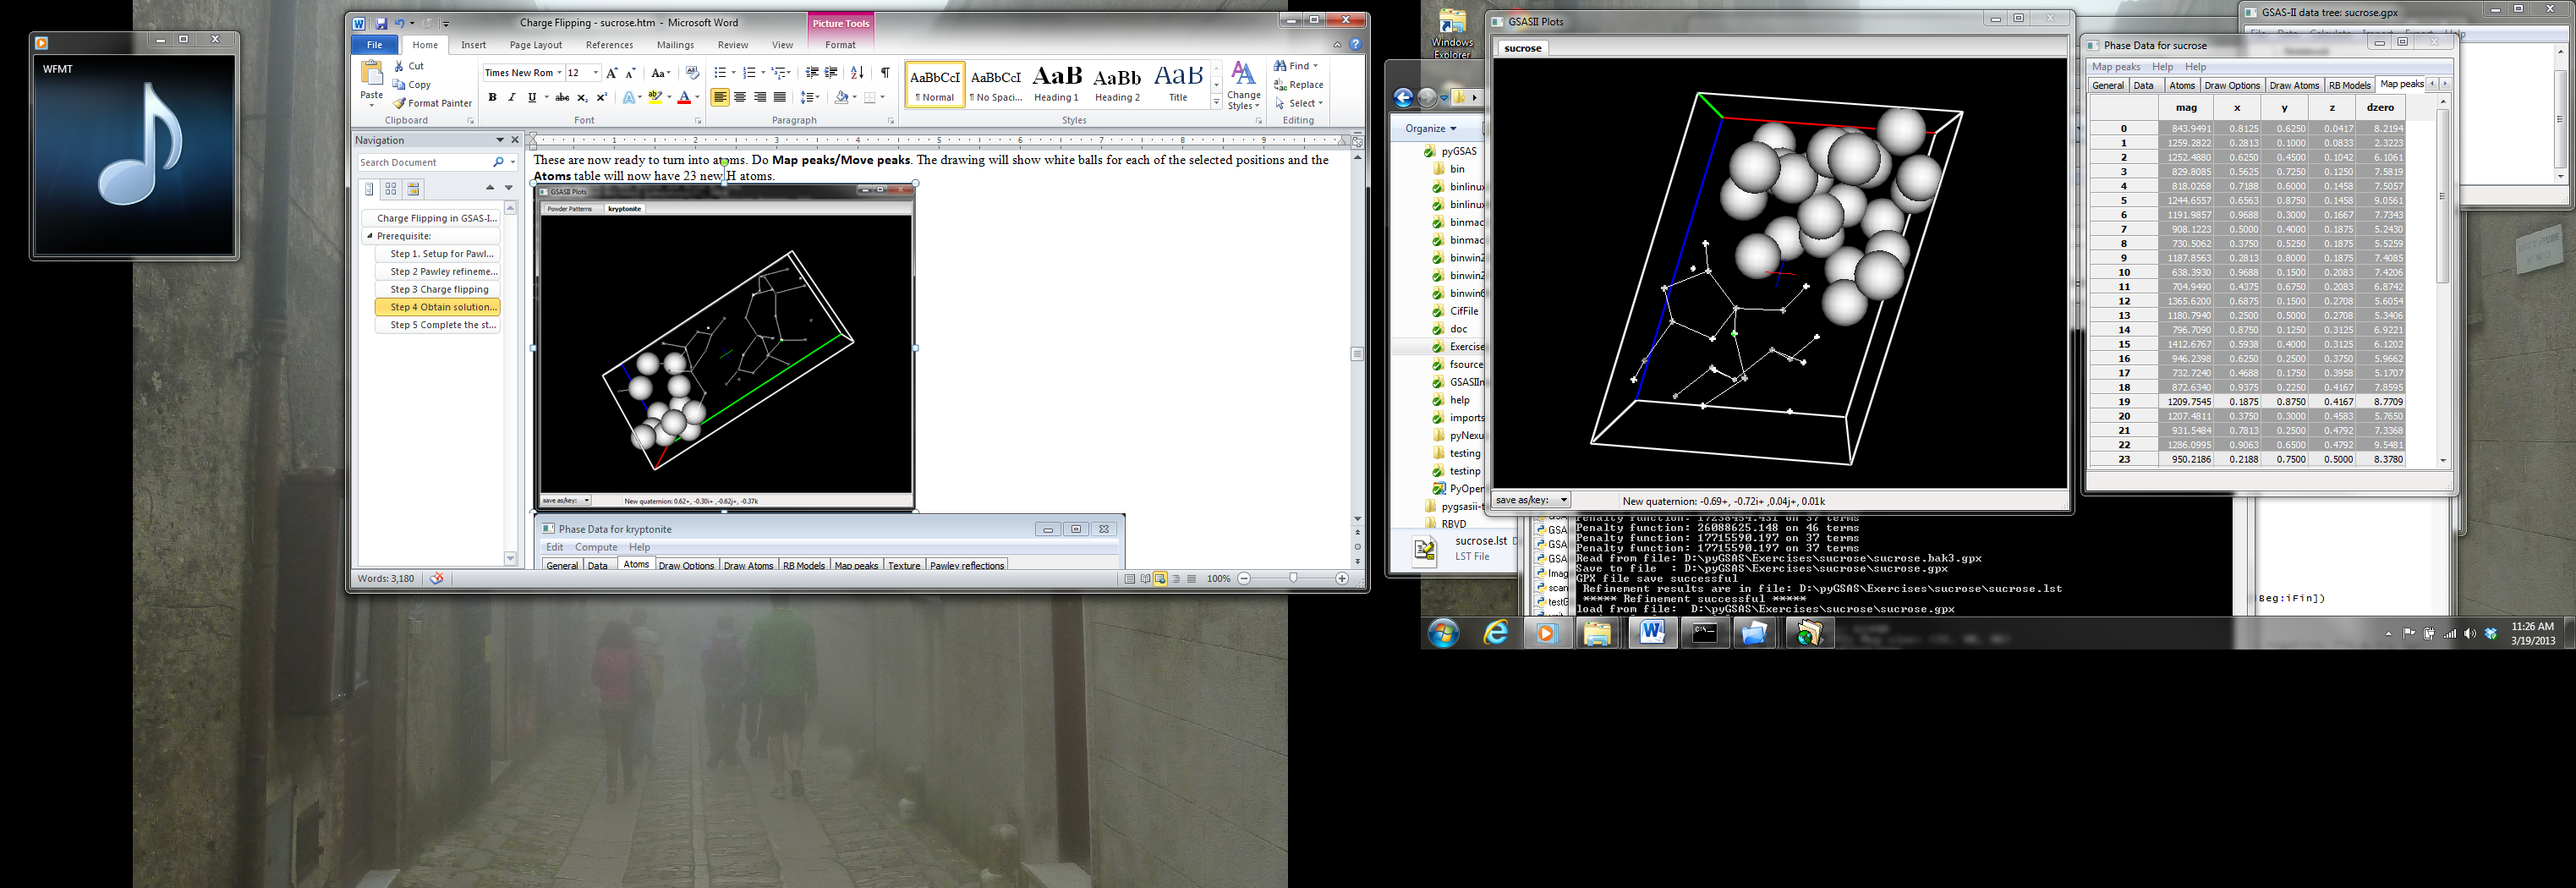 WFMT
Charge Flipping - sucrose.htm - Microsoft Word
Picture Tools
File Home Insert Page Layout References Mailings Review View Format
Paste
Cut
Copy
Format Painter
Clipboard
Times New Rom 12
Font
Paragraph
AaBbCcI AaBbCcI AaB AaBb AaB
¶ Normal ¶ No Spaci... Heading 1 Heading 2 Title
Change Styles
Styles
Find
Replace
Select
Editing
Navigation
Search Document
Charge Flipping in GSAS-I...
Prerequisite:
Step 1. Setup for Pawl...
Step 2 Pawley refineme...
Step 3 Charge flipping
Step 4 Obtain solution...
Step 5 Complete the st...
These are now ready to turn into atoms. Do Map peaks/Move peaks. The drawing will show white balls for each of the selected positions and the
Atoms table will now have 23 new H atoms.
GSASII Plots
Powder Patterns kryptonite
save as/key: New quaternion: 0.62+, -0.30i+ ,-0.62j+, -0.37k
Phase Data for kryptonite
Edit Compute Help
General Data Atoms Draw Options Draw Atoms RB Models Map peaks Texture Pawley reflections
Words: 3,180
100%
Windows Explorer
Organize
pyGSAS
bin
binlinux
binlinux
binmac
binmac
binwin2
binwin2
binwin6
CifFile
doc
Exercise
fsource
GSASIIn
help
imports
pyNexu
testing
testinp
PyOpen
pygsasii-t
RBVD
sucrose.lst
LST File
GSASII Plots
sucrose
save as/key: New quaternion: -0.69+, -0.72i+ ,0.04j+, 0.01k
Penalty function: 17238454.431 on 37 terms
Penalty function: 26088625.148 on 46 terms
Penalty function: 17715590.197 on 37 terms
Penalty function: 17715590.197 on 37 terms
Read from file: D:\pyGSAS\Exercises\sucrose\sucrose.bak3.gpx
Save to file : D:\pyGSAS\Exercises\sucrose\sucrose.gpx
GPX file save successful
Refinement results are in file: D:\pyGSAS\Exercises\sucrose\sucrose.lst
***** Refinement successful *****
load from file: D:\pyGSAS\Exercises\sucrose\sucrose.gpx
GSAS-II data tree: sucrose.gpx
Phase Data for sucrose
Map peaks Help Help
General Data Atoms Draw Options Draw Atoms RB Models Map peaks
mag x y z dzero
0 843.9491 0.8125 0.6250 0.0417 8.2194
1 1259.2822 0.2813 0.1000 0.0833 2.3223
2 1252.4880 0.6250 0.4500 0.1042 6.1061
3 829.8085 0.5625 0.7250 0.1250 7.5819
4 818.0268 0.7188 0.6000 0.1458 7.5057
5 1244.6557 0.6563 0.8750 0.1458 9.0561
6 1191.9857 0.9688 0.3000 0.1667 7.7343
7 908.1223 0.5000 0.4000 0.1875 5.2430
8 730.5062 0.3750 0.5250 0.1875 5.5259
9 1187.8563 0.2813 0.8000 0.1875 7.4085
10 638.3930 0.9688 0.1500 0.2083 7.4206
11 704.9490 0.4375 0.6750 0.2083 6.8742
12 1365.6200 0.6875 0.1500 0.2708 5.6054
13 1180.7940 0.2500 0.5000 0.2708 5.3406
14 796.7090 0.8750 0.1250 0.3125 6.9221
15 1412.6767 0.5938 0.4000 0.3125 6.1202
16 946.2398 0.6250 0.2500 0.3750 5.9662
17 732.7240 0.4688 0.1750 0.3958 5.1707
18 872.6340 0.9375 0.2250 0.4167 7.8595
19 1209.7545 0.1875 0.8750 0.4167 8.7709
20 1207.4811 0.3750 0.3000 0.4583 5.7650
21 931.5484 0.7813 0.2500 0.4792 7.3368
22 1286.0995 0.9063 0.6500 0.4792 9.5481
23 950.2186 0.2188 0.7500 0.5000 8.3780
Beg:iFin])
11:26 AM
3/19/2013